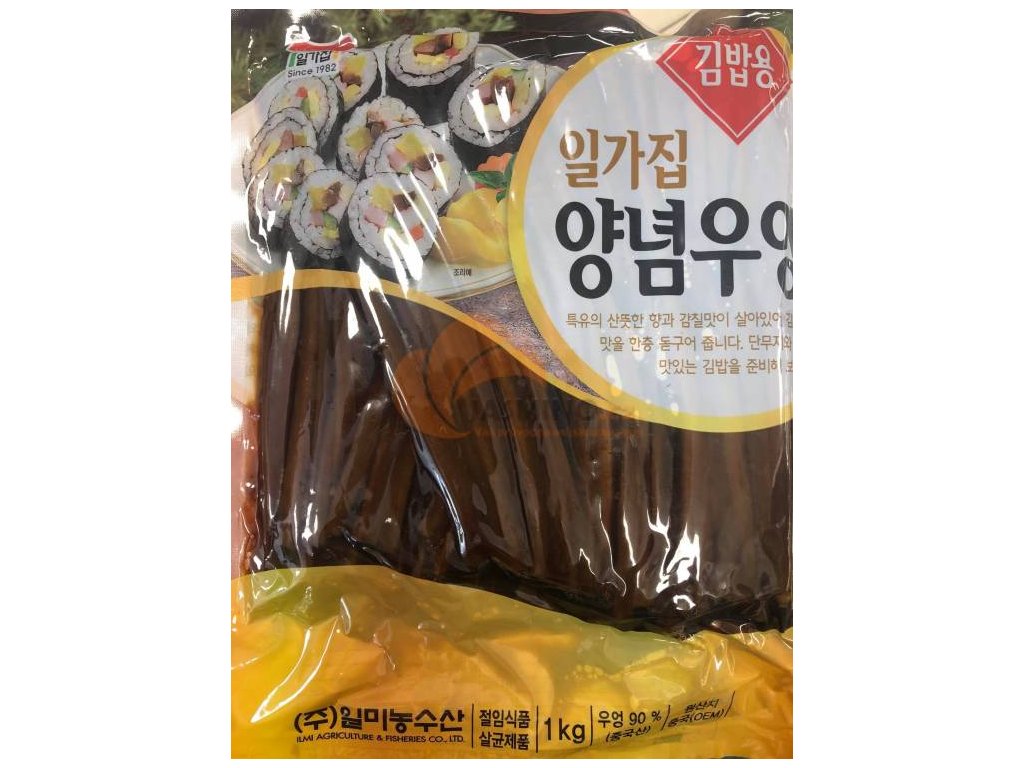 일가집
Since 1982
김밥용
일가집
양념우엉
조리예
특유의 산뜻한 향과 감칠맛이 살아있어
맛을 한층 돋구어 줍니다. 단무지와
맛있는 김밥을 준비해
(주)일미농수산
ILMI AGRICULTURE & FISHERIES CO., LTD.
절임식품
살균제품
1kg
우엉 90 %
(중국산)
원산지
중국(OEM)